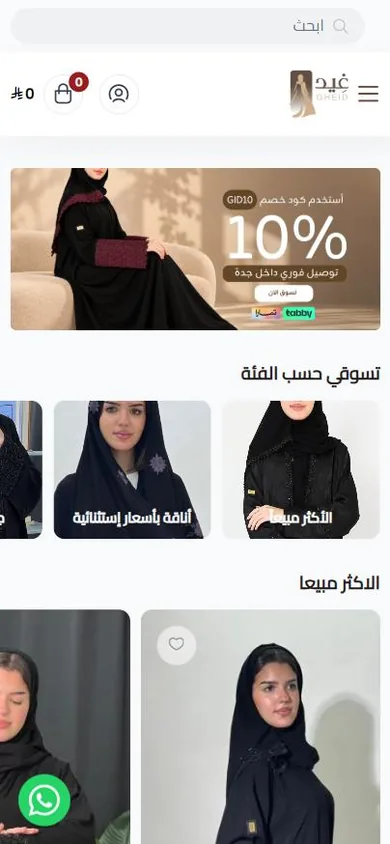 ابحث
0
0
غيد
GHEID
أستخدم كود خصم GID10
10%
توصيل فوري داخل جدة
تسوق الان
تمارا
tabby
تسوقي حسب الفئة
الأكثر مبيعا
أناقة بأسعار إستثنائية
الاكثر مبيعا